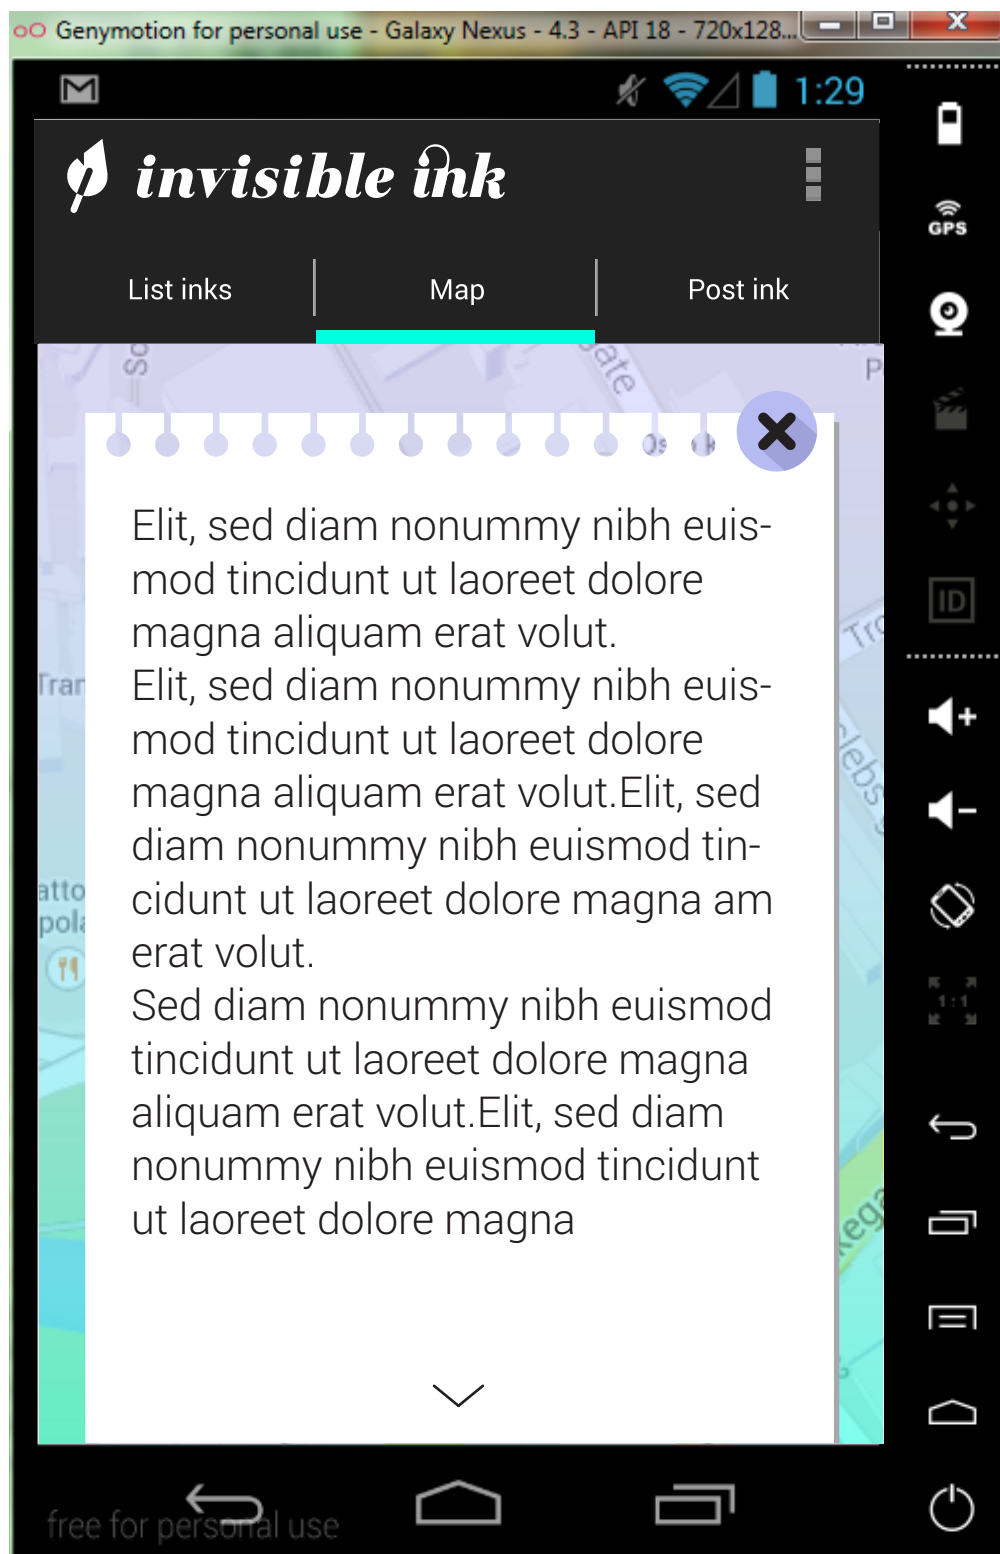 Genymotion for personal use - Galaxy Nexus - 4.3 - API 18 - 720x128...
1:29
invisible ink
List inks
Map
Post ink
GPS
ID
1:1
Elit, sed diam nonummy nibh euis-
mod tincidunt ut laoreet dolore
magna aliquam erat volut.
Elit, sed diam nonummy nibh euis-
mod tincidunt ut laoreet dolore
magna aliquam erat volut.Elit, sed
diam nonummy nibh euismod tin-
cidunt ut laoreet dolore magna am
erat volut.
Sed diam nonummy nibh euismod
tincidunt ut laoreet dolore magna
aliquam erat volut.Elit, sed diam
nonummy nibh euismod tincidunt
ut laoreet dolore magna
free for personal use